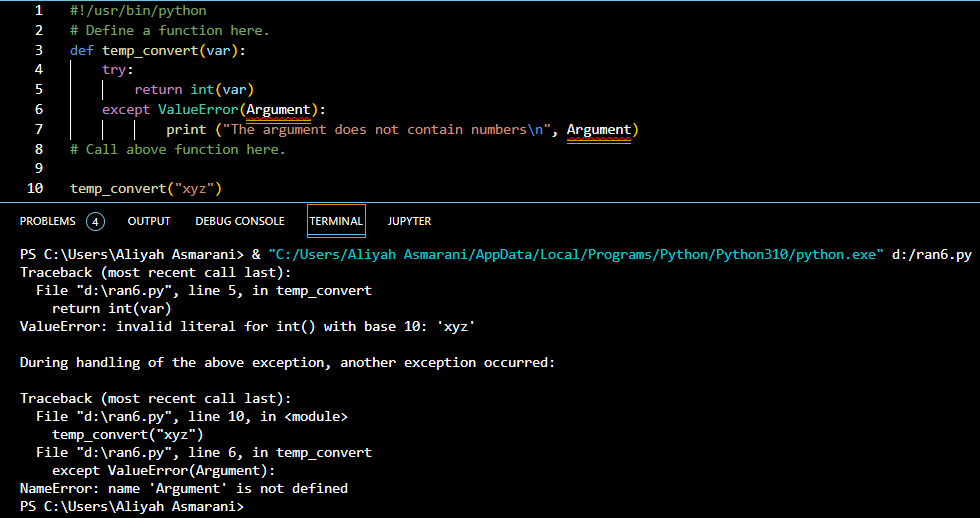 1 #!/usr/bin/python
2 # Define a function here.
3 def temp_convert(var):
4     try:
5         return int(var)
6     except ValueError(Argument):
7             print ("The argument does not contain numbers\n", Argument)
8 # Call above function here.
9
10 temp_convert("xyz")
PROBLEMS 4 OUTPUT DEBUG CONSOLE TERMINAL JUPYTER
PS C:\Users\Aliyah Asmarani> & "C:/Users/Aliyah Asmarani/AppData/Local/Programs/Python/Python310/python.exe" d:/ran6.py
Traceback (most recent call last):
  File "d:\ran6.py", line 5, in temp_convert
    return int(var)
ValueError: invalid literal for int() with base 10: 'xyz'

During handling of the above exception, another exception occurred:

Traceback (most recent call last):
  File "d:\ran6.py", line 10, in <module>
    temp_convert("xyz")
  File "d:\ran6.py", line 6, in temp_convert
    except ValueError(Argument):
NameError: name 'Argument' is not defined
PS C:\Users\Aliyah Asmarani>